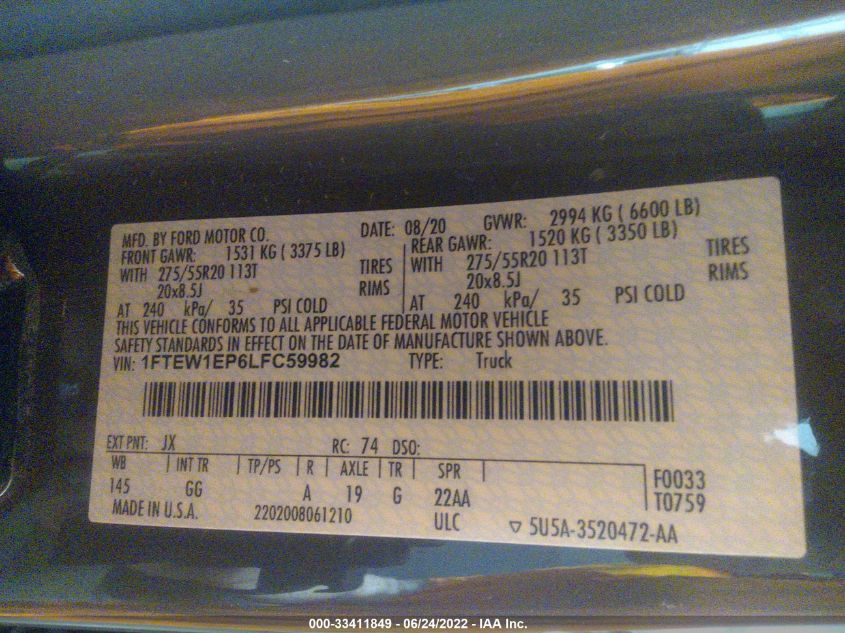 MFD. BY FORD MOTOR CO. DATE: 08/20 GVWR: 2994 KG ( 6600 LB)
FRONT GAWR: 1531 KG ( 3375 LB) REAR GAWR: 1520 KG ( 3350 LB)
WITH 275/55R20 113T TIRES WITH 275/55R20 113T TIRES
20x8.5J RIMS 20x8.5J RIMS
AT 240 kPa/ 35 PSI COLD AT 240 kPa/ 35 PSI COLD
THIS VEHICLE CONFORMS TO ALL APPLICABLE FEDERAL MOTOR VEHICLE
SAFETY STANDARDS IN EFFECT ON THE DATE OF MANUFACTURE SHOWN ABOVE.
VIN: 1FTEW1EP6LFC59982 TYPE: Truck
EXT PNT: JX RC: 74 DSO:
WB INT TR TP/PS R AXLE TR SPR F0033
145 GG A 19 G 22AA T0759
MADE IN U.S.A. 2202008061210 ULC 5U5A-3520472-AA
000-33411849 - 06/24/2022 - IAA Inc.